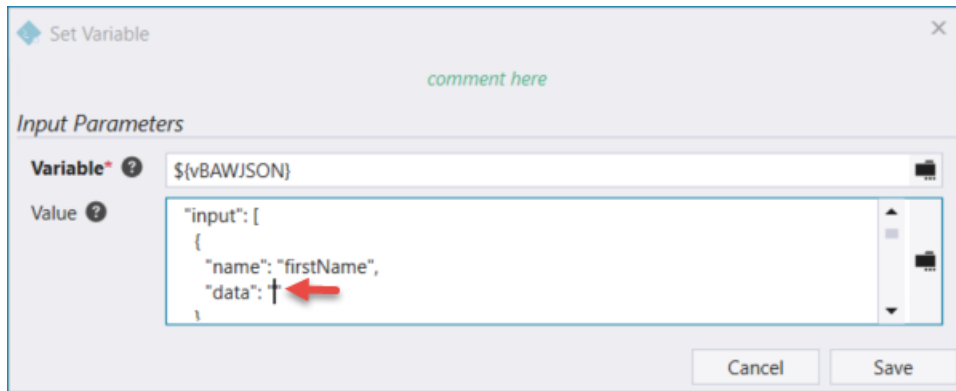 Set Variable
comment here
Input Parameters
Variable*
${vBAWJSON}
Value
"input": [
{
"name": "firstName",
"data": ""
}
Cancel
Save